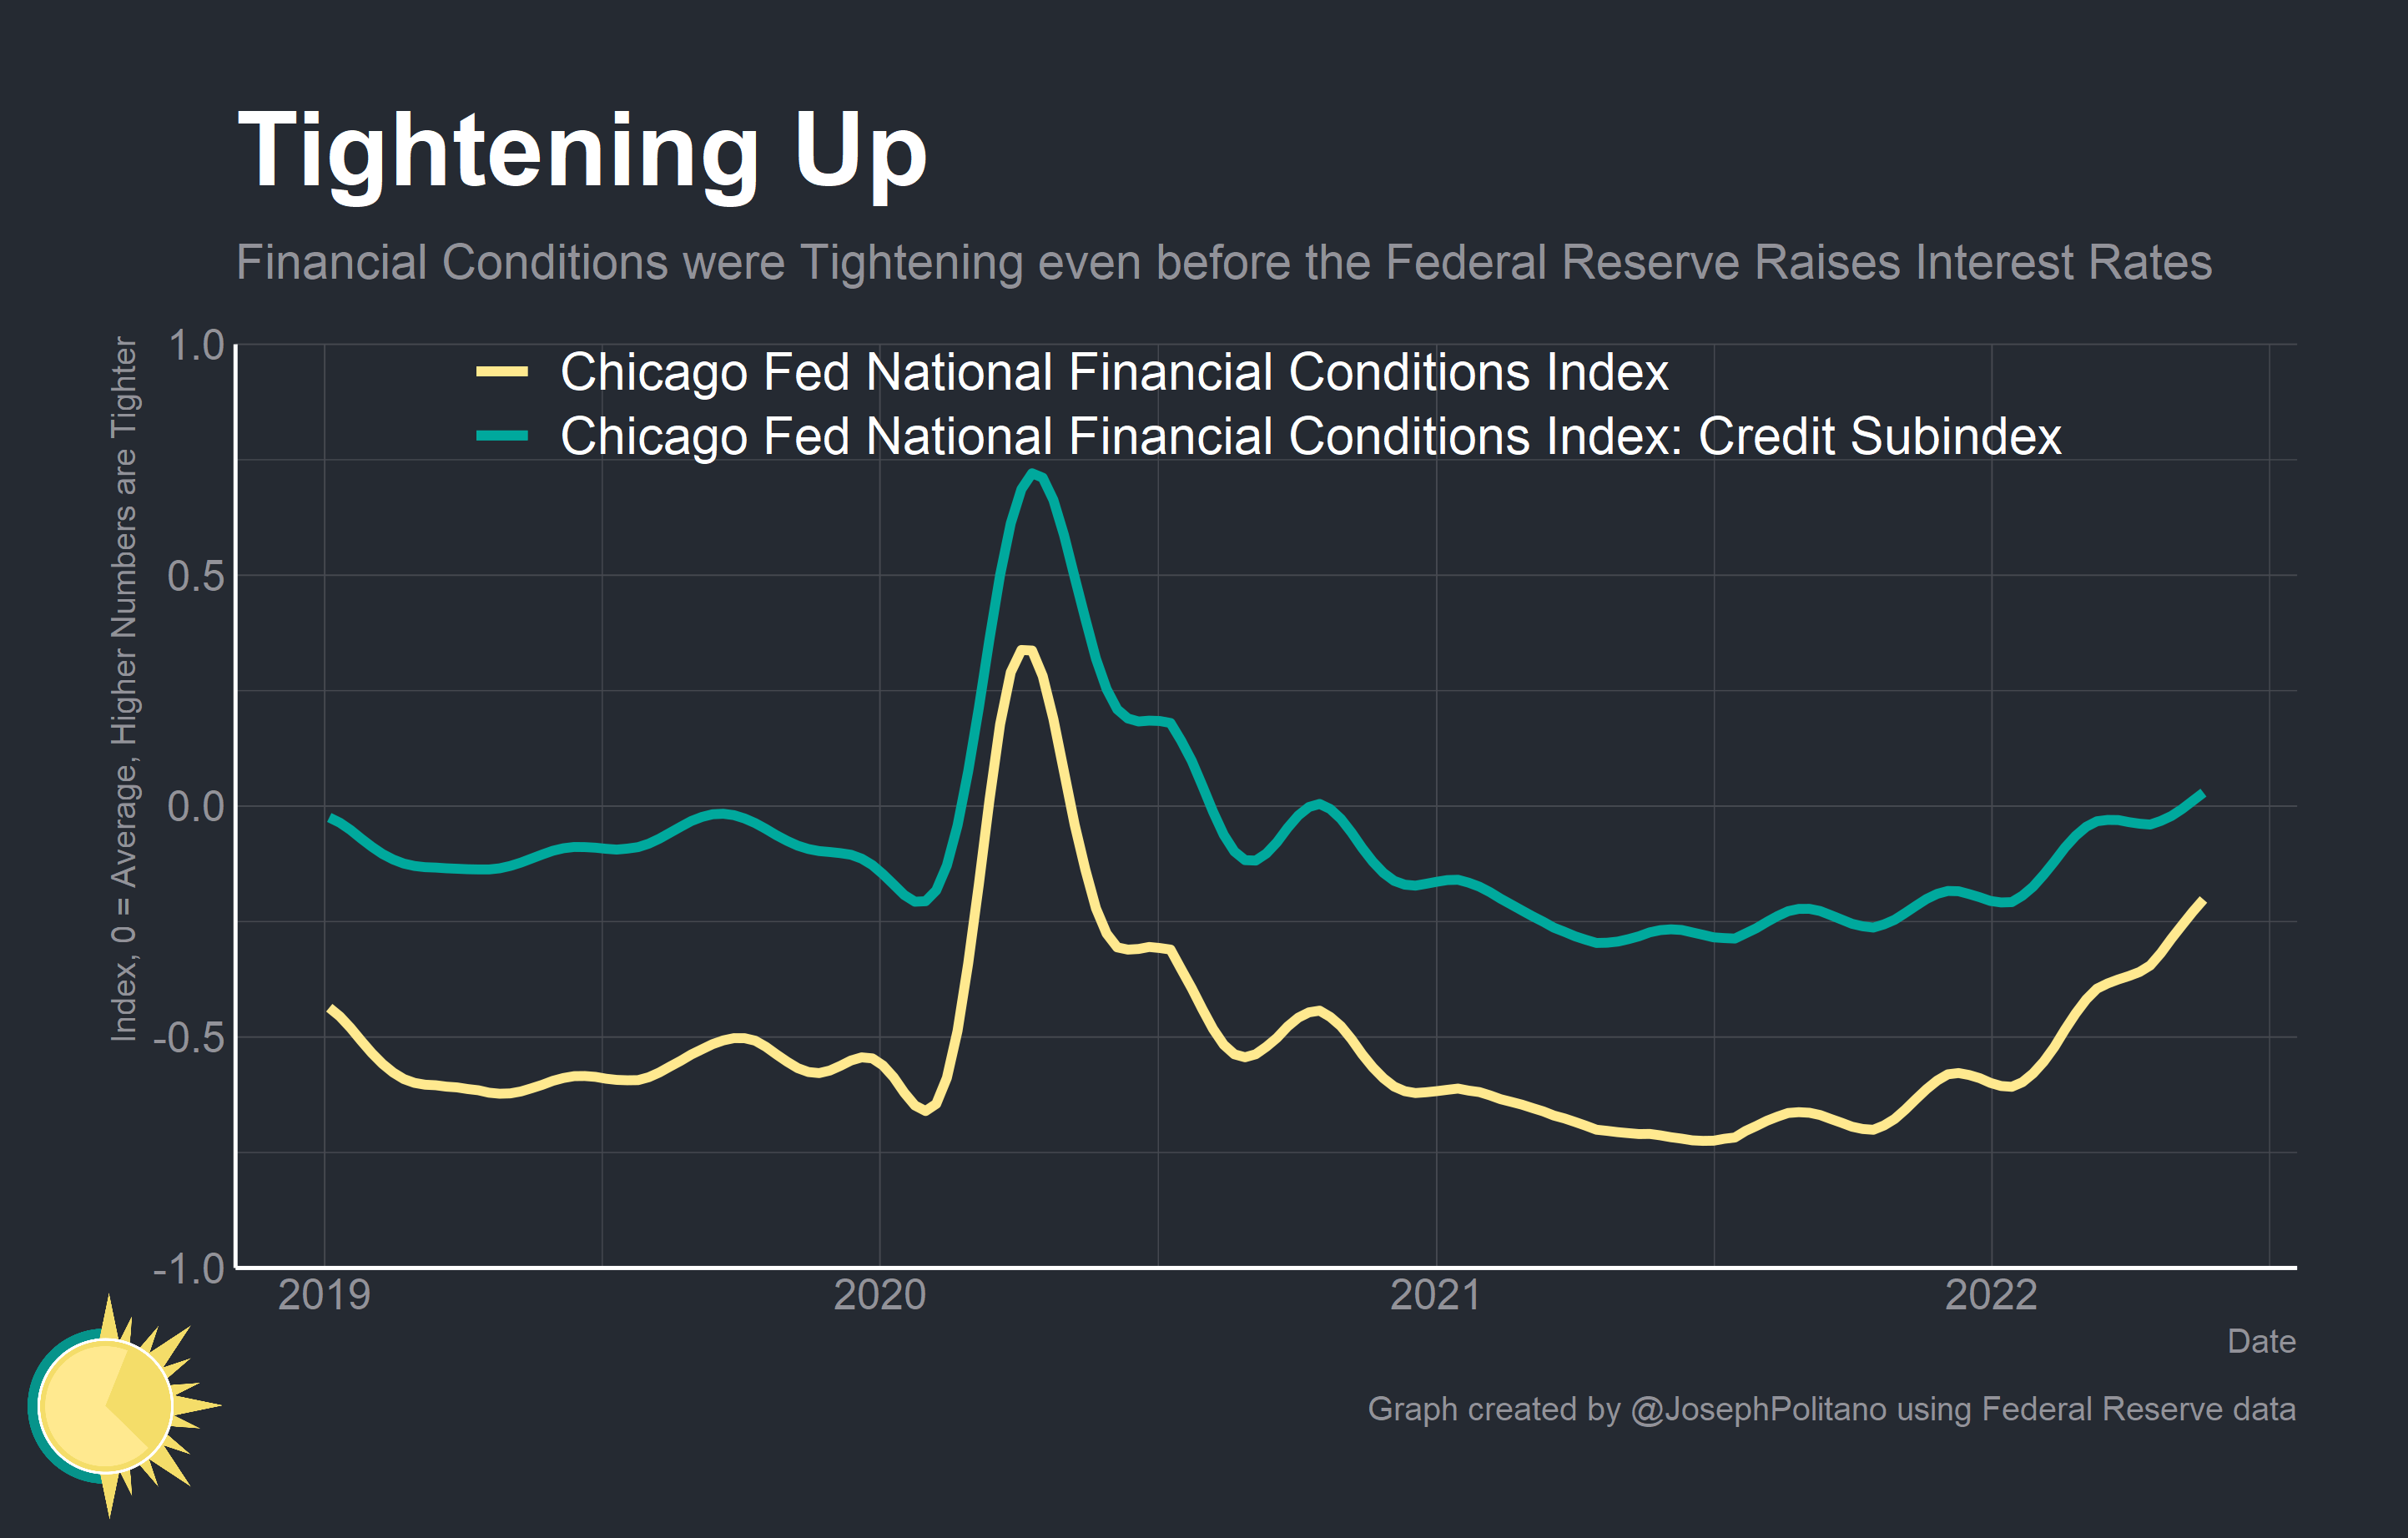 Tightening Up
Financial Conditions were Tightening even before the Federal Reserve Raises Interest Rates
Chicago Fed National Financial Conditions Index
Chicago Fed National Financial Conditions Index: Credit Subindex
Index, 0 = Average, Higher Numbers are Tighter
1.0
0.5
0.0
-0.5
-1.0
2019 2020 2021 2022
Date
Graph created by @JosephPolitano using Federal Reserve data